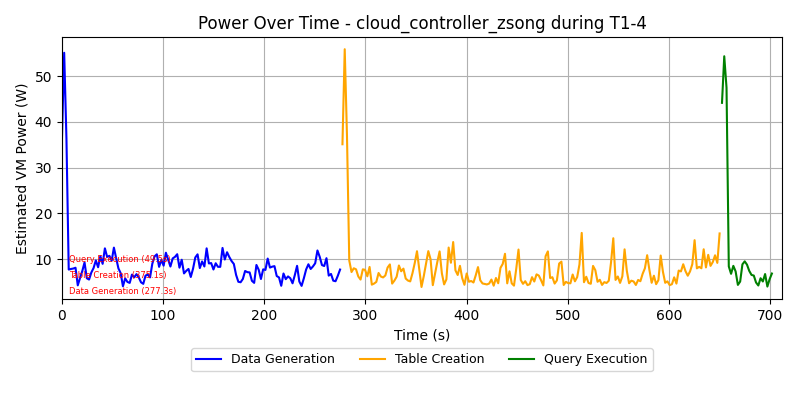 Power Over Time - cloud_controller_zsong during T1-4
Estimated VM Power (W)
50
40
30
20
10
Query Execution
Table Creation
Data Generation (277.3s)
0
100
200
300
400
500
600
700
Time (s)
Data Generation
Table Creation
Query Execution